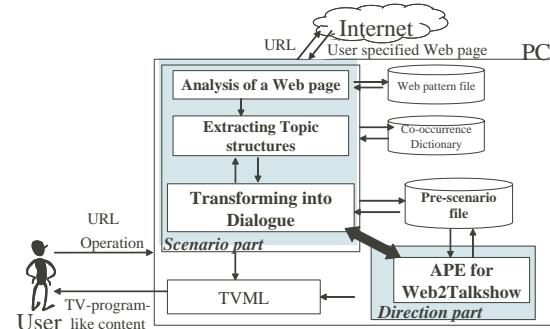 Internet
URL
User specified Web page
PC
Analysis of a Web page
Web pattern file
Extracting Topic
structures
Co-occurrence
Dictionary
Transforming into
Dialogue
Pre-scenario
file
URL
Operation
Scenario part
APE for
Web2Talkshow
TVML
Direction part
TV-program-
like content
User